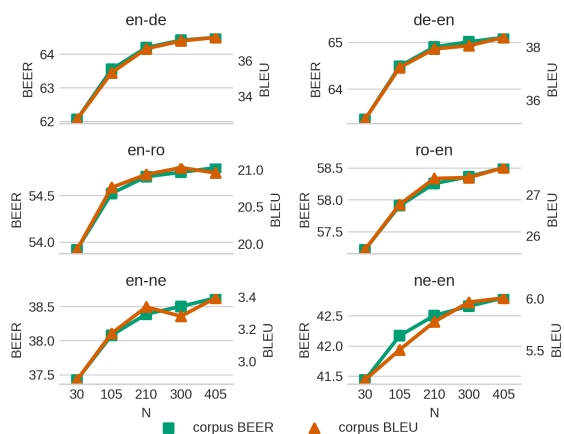 en-de
BEER
64
63
62
36
34
BLEU
de-en
BEER
65
64
38
36
BLEU
en-ro
BEER
54.5
54.0
21.0
20.5
20.0
BLEU
ro-en
BEER
58.5
58.0
57.5
27
26
BLEU
en-ne
BEER
38.5
38.0
37.5
3.4
3.2
3.0
BLEU
30 105 210 300 405
N
ne-en
BEER
42.5
42.0
41.5
6.0
5.5
BLEU
30 105 210 300 405
N
corpus BEER corpus BLEU